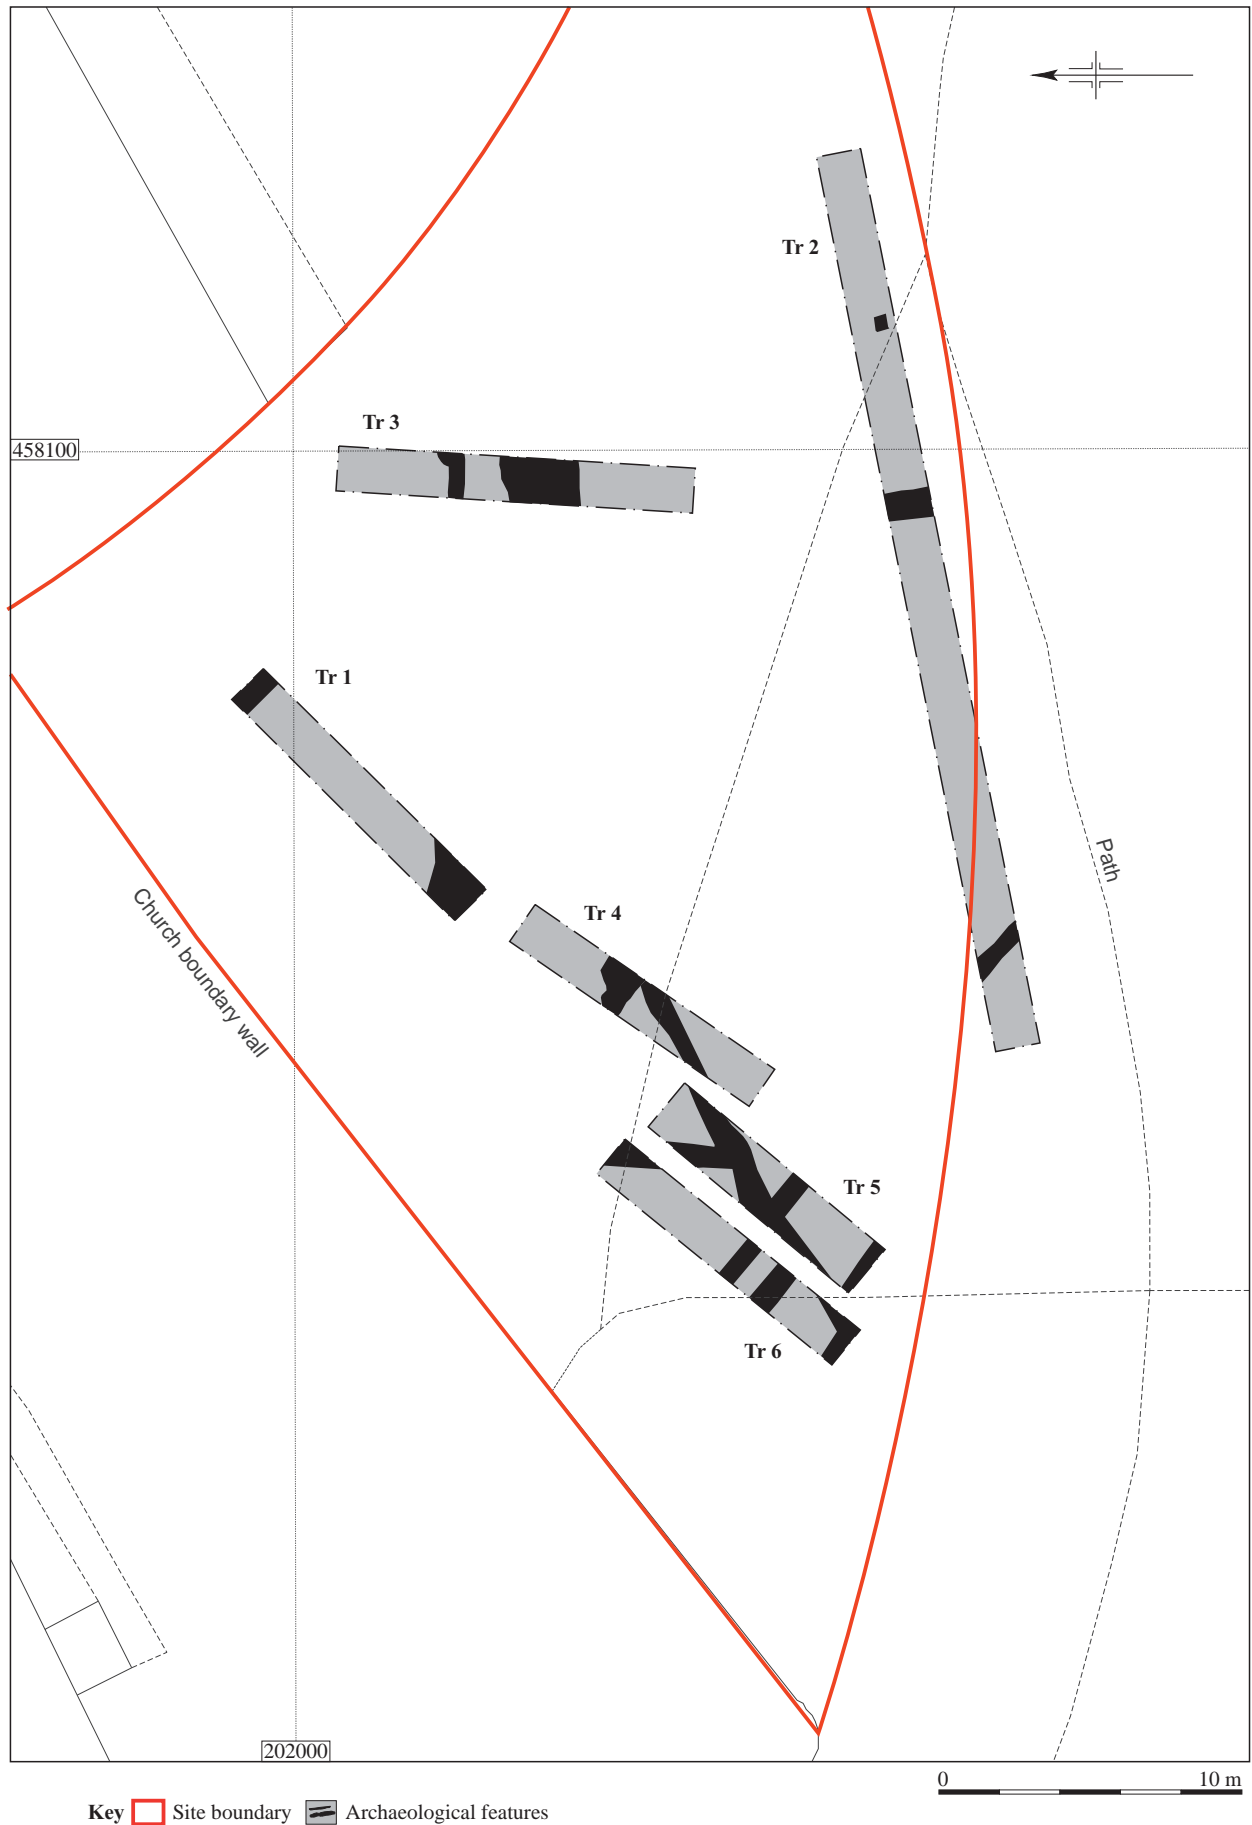 Tr 2
Tr 3
458100
Tr 1
Path
Tr 4
Church boundary wall
Tr 5
Tr 6
202000
0 10 m
Key Site boundary Archaeological features